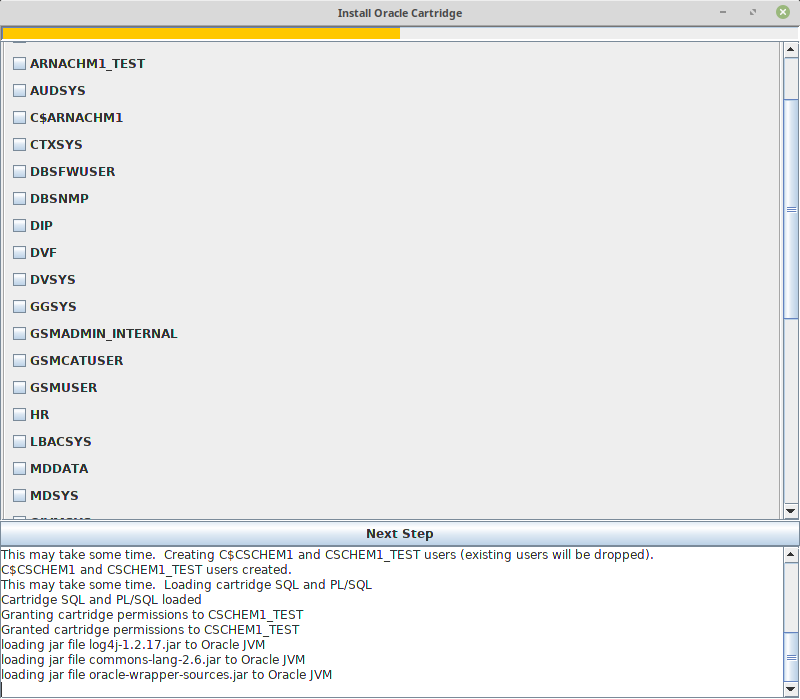 Install Oracle Cartridge
ARNACHM1_TEST
AUDSYS
C$ARNACHM1
CTXSYS
DBSFWUSER
DBSNMP
DIP
DVF
DVSYS
GGSYS
GSMADMIN_INTERNAL
GSMCATUSER
GSMUSER
HR
LBACSYS
MDDATA
MDSYS
Next Step
This may take some time.  Creating C$CSCHEM1 and CSCHEM1_TEST users (existing users will be dropped).
C$CSCHEM1 and CSCHEM1_TEST users created.
This may take some time.  Loading cartridge SQL and PL/SQL
Cartridge SQL and PL/SQL loaded
Granting cartridge permissions to CSCHEM1_TEST
Granted cartridge permissions to CSCHEM1_TEST
loading jar file log4j-1.2.17.jar to Oracle JVM
loading jar file commons-lang-2.6.jar to Oracle JVM
loading jar file oracle-wrapper-sources.jar to Oracle JVM